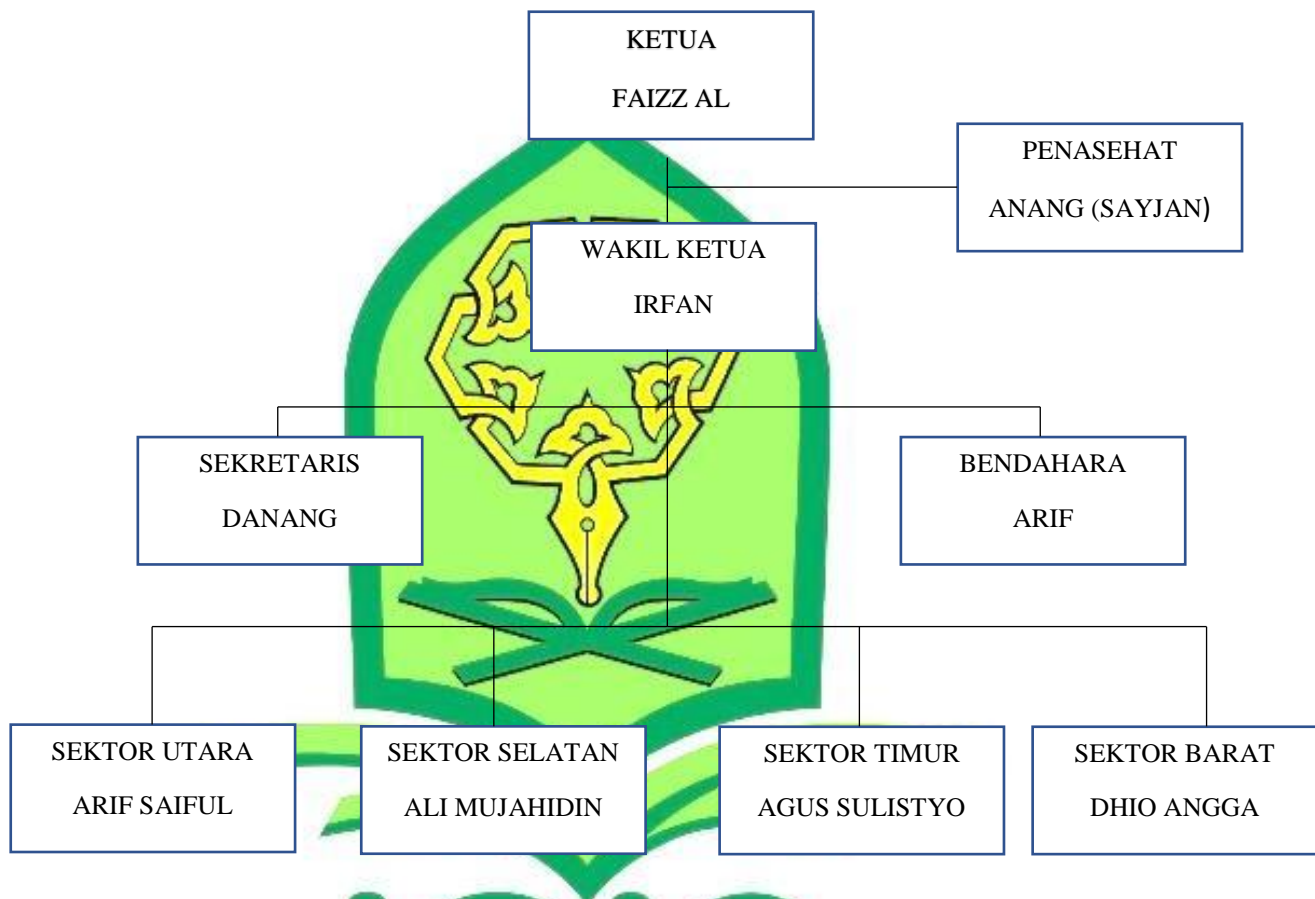 KETUA
FAIZZ AL
PENASEHAT
ANANG (SAYJAN)
WAKIL KETUA
IRFAN
SEKRETARIS
DANANG
BENDAHARA
ARIF
SEKTOR UTARA
ARIF SAIFUL
SEKTOR SELATAN
ALI MUJAHIDIN
SEKTOR TIMUR
AGUS SULISTYO
SEKTOR BARAT
DHIO ANGGA